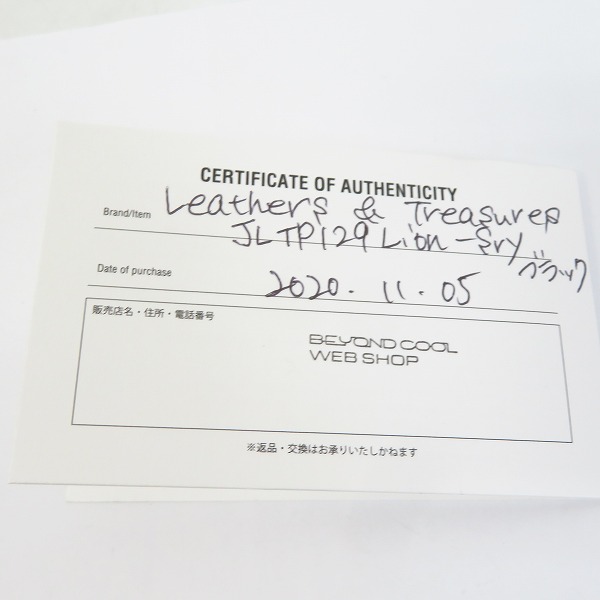 CERTIFICATE OF AUTHENTICITY
Brand/Item Leathers & Treasures
JLTP129 Lion-Sry ブラック
Date of purchase 2020.11.05
販売店名・住所・電話番号
BEYOND COOL
WEB SHOP
※返品・交換はお承りいたしかねます